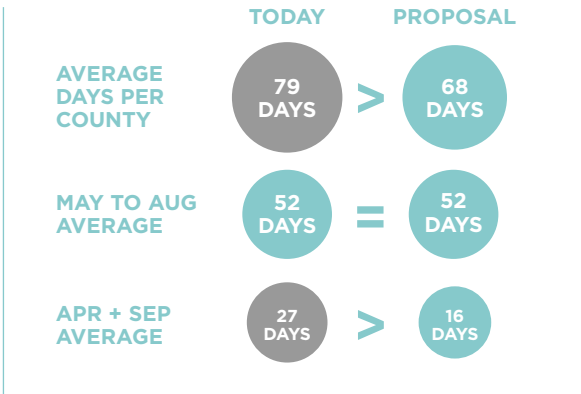 TODAY PROPOSAL
AVERAGE
DAYS PER
COUNTY
79
DAYS
>
68
DAYS
MAY TO AUG
AVERAGE
52
DAYS
=
52
DAYS
APR + SEP
AVERAGE
27
DAYS
>
16
DAYS